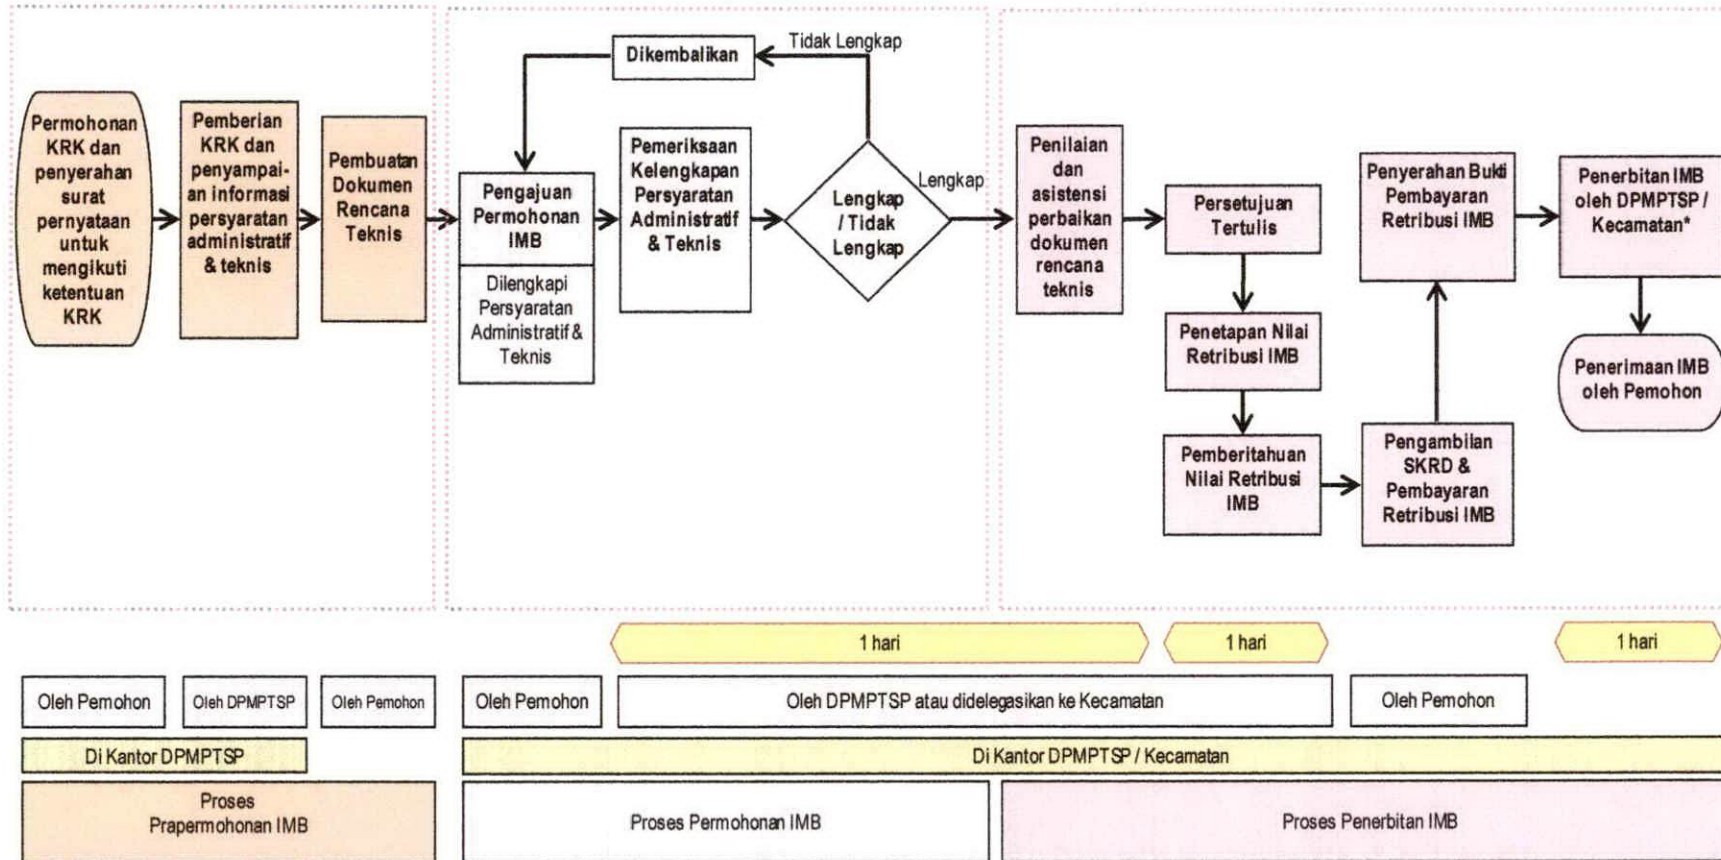 Permohonan
KRK dan
penyerahan
surat
pernyataan
untuk
mengikuti
ketentuan
KRK
Pemberian
KRK dan
penyampai-
an informasi
persyaratan
administratif
& teknis
Pembuatan
Dokumen
Rencana
Teknis
Dikembalikan
Tidak Lengkap
Pengajuan
Permohonan
IMB
Dilengkapi
Persyaratan
Administratif &
Teknis
Pemeriksaan
Kelengkapan
Persyaratan
Administratif
& Teknis
Lengkap
/ Tidak
Lengkap
Lengkap
Penilaian
dan
asistensi
perbaikan
dokumen
rencana
teknis
Persetujuan
Tertulis
Penetapan Nilai
Retribusi IMB
Pemberitahuan
Nilai Retribusi
IMB
Pengambilan
SKRD &
Pembayaran
Retribusi IMB
Penyerahan Bukti
Pembayaran
Retribusi IMB
Penerbitan IMB
oleh DPMPTSP /
Kecamatan*
Penerimaan IMB
oleh Pemohon
1 hari
1 hari
1 hari
Oleh Pemohon
Oleh DPMPTSP
Oleh Pemohon
Oleh Pemohon
Oleh DPMPTSP atau didelegasikan ke Kecamatan
Oleh Pemohon
Di Kantor DPMPTSP
Di Kantor DPMPTSP / Kecamatan
Proses
Prapermohonan IMB
Proses Permohonan IMB
Proses Penerbitan IMB